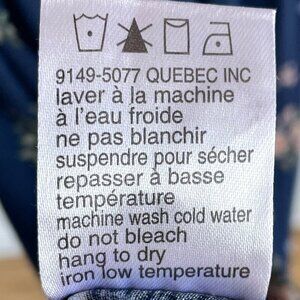 9149-5077 QUEBEC INC
laver à la machine
à l'eau froide
ne pas blanchir
suspendre pour sécher
repasser à basse
température
machine wash cold water
do not bleach
hang to dry
iron low temperature